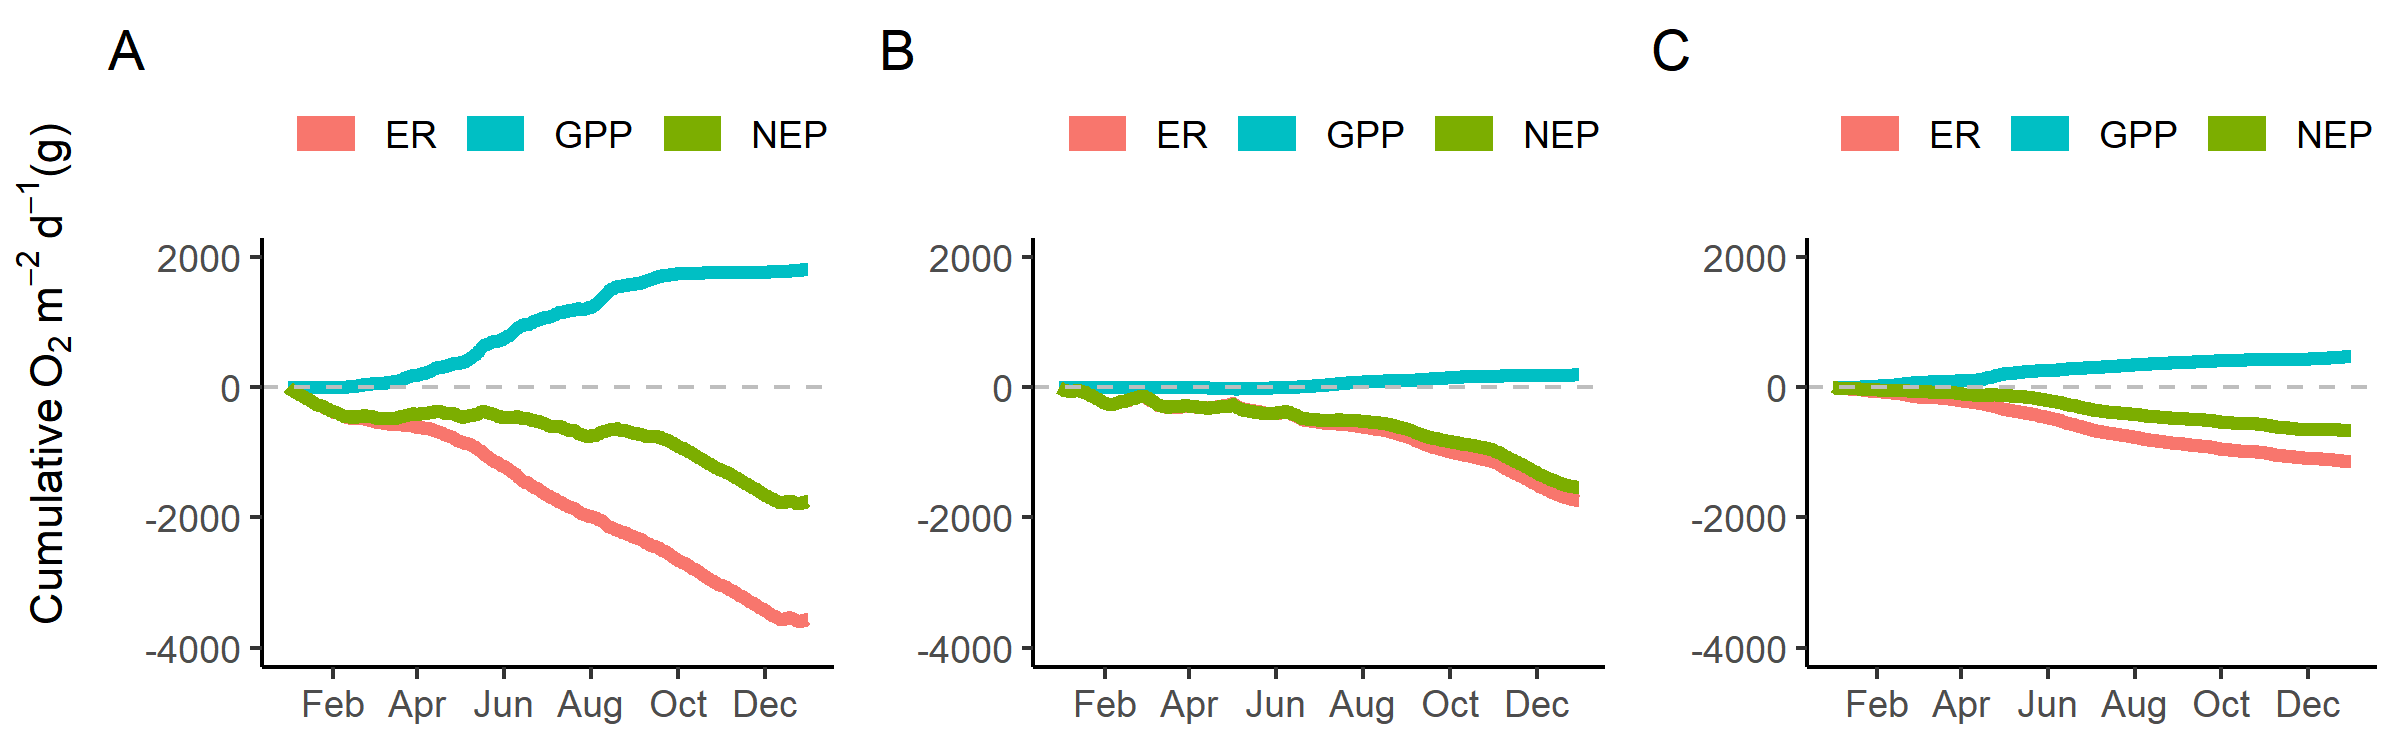 A B C
ER GPP NEP ER GPP NEP ER GPP NEP
Cumulative O₂ m⁻² d⁻¹(g)
2000 2000 2000
0 0 0
-2000 -2000 -2000
-4000 -4000 -4000
Feb Apr Jun Aug Oct Dec Feb Apr Jun Aug Oct Dec Feb Apr Jun Aug Oct Dec